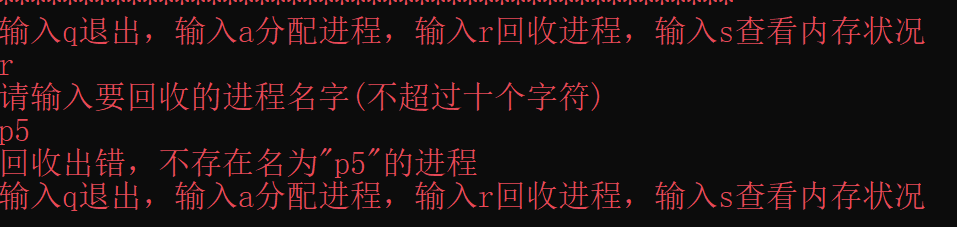 输入q退出，输入a分配进程，输入r回收进程，输入s查看内存状况
r
请输入要回收的进程名字(不超过十个字符)
p5
回收出错，不存在名为"p5"的进程
输入q退出，输入a分配进程，输入r回收进程，输入s查看内存状况